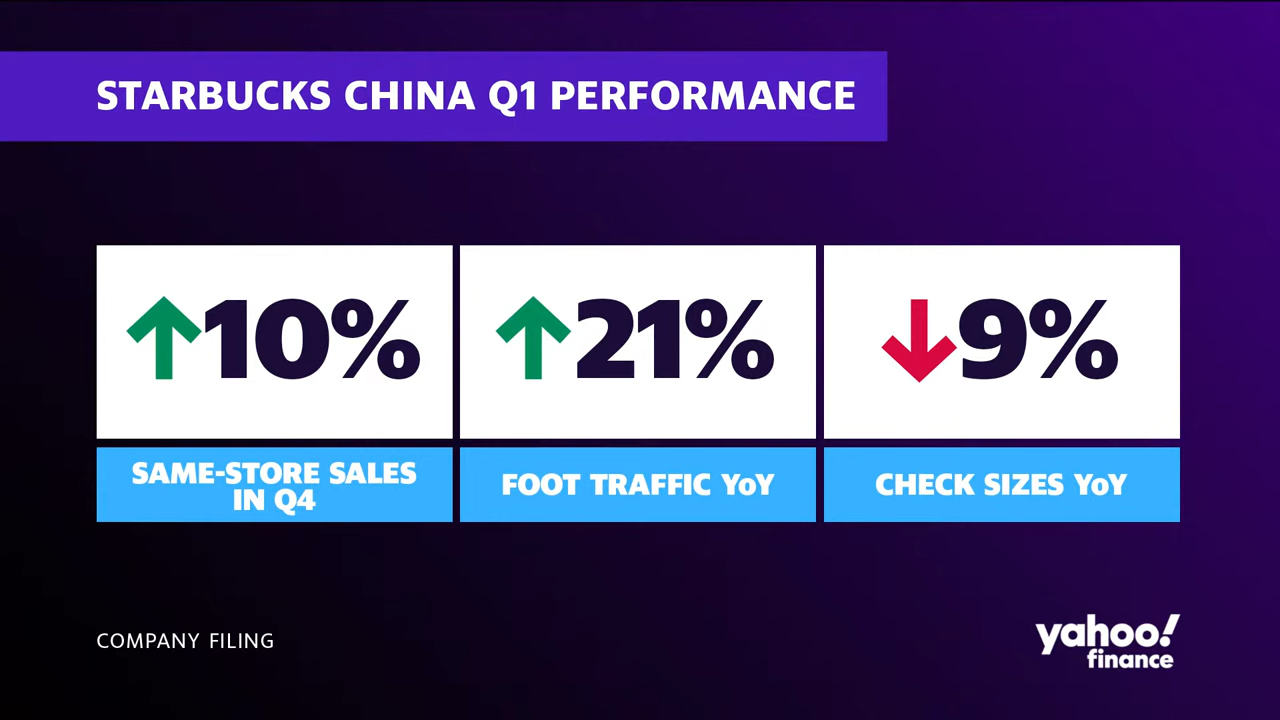 STARBUCKS CHINA Q1 PERFORMANCE
↑10%
↑21%
↓9%
SAME-STORE SALES
IN Q4
FOOT TRAFFIC YoY
CHECK SIZES YoY
COMPANY FILING
yahoo!
finance